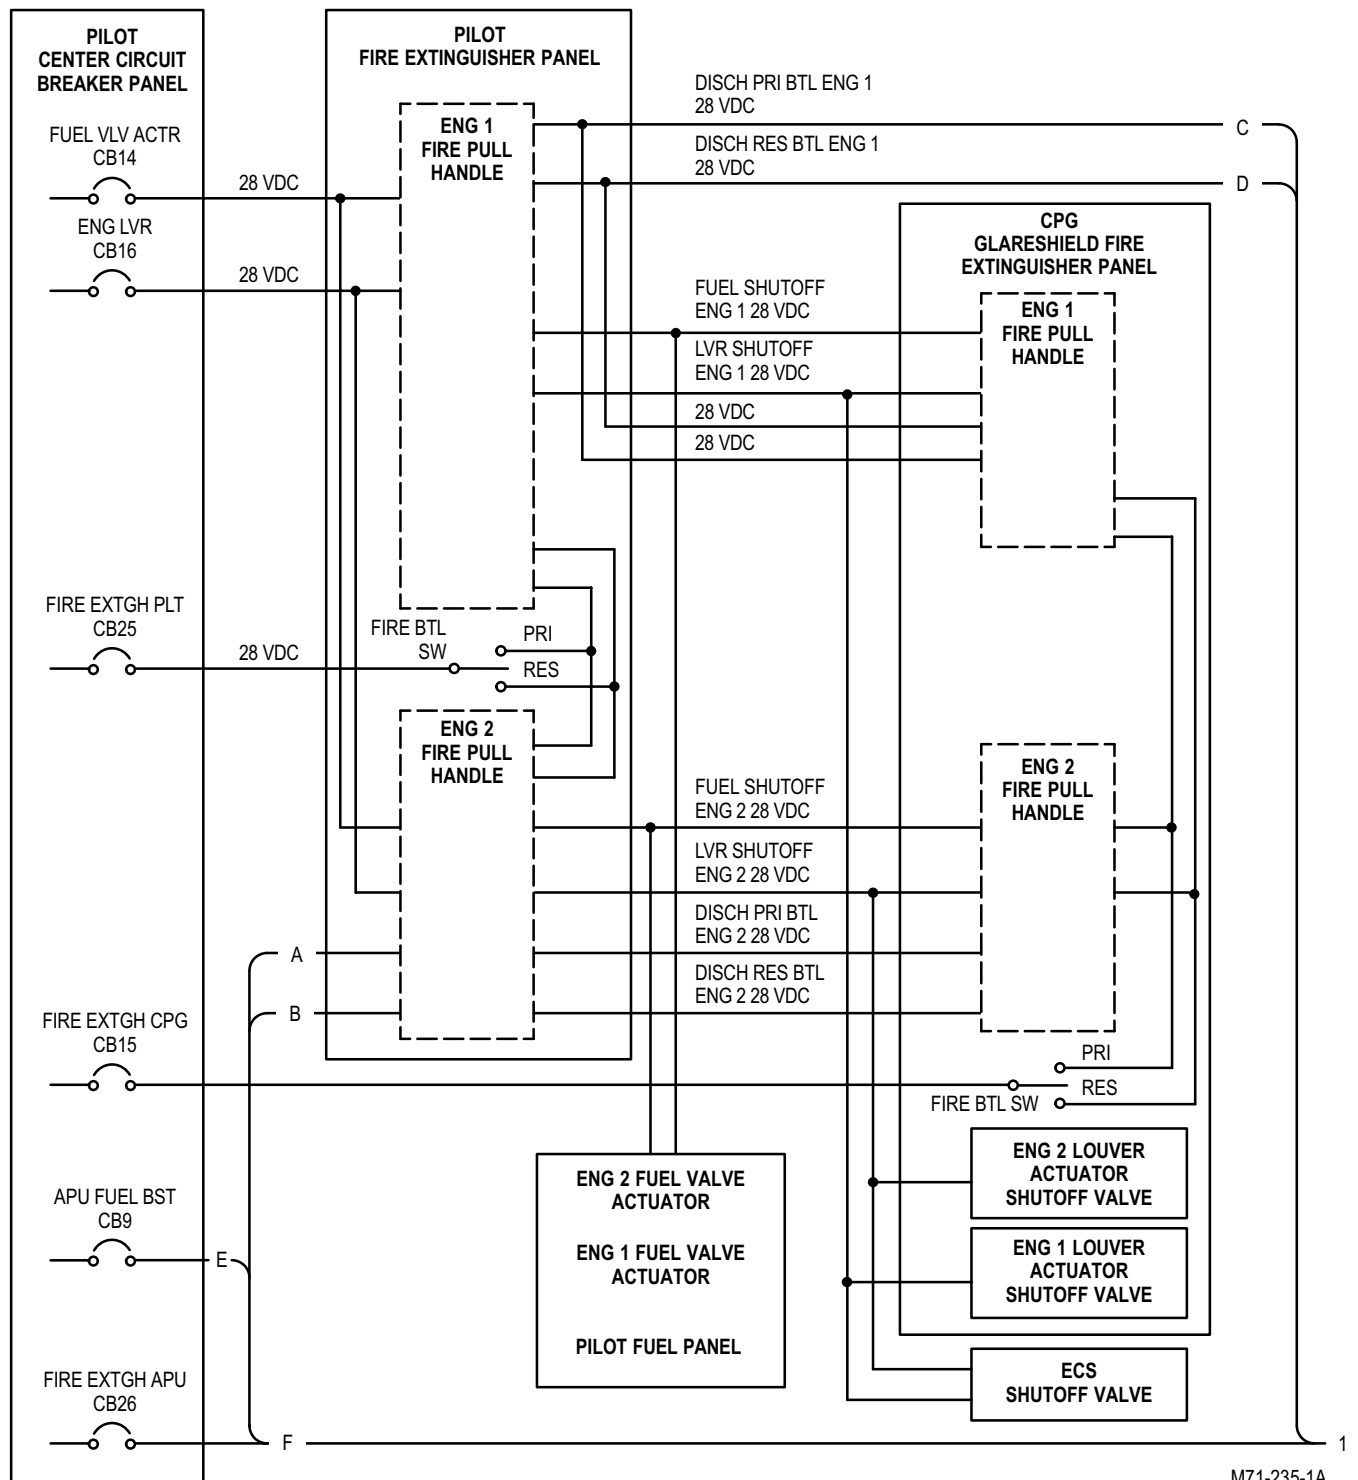 PILOT
CENTER CIRCUIT
BREAKER PANEL
FUEL VLV ACTR
CB14
ENG LVR
CB16
FIRE EXTGH PLT
CB25
FIRE EXTGH CPG
CB15
APU FUEL BST
CB9
FIRE EXTGH APU
CB26
28 VDC
28 VDC
28 VDC
A
B
E
F
PILOT
FIRE EXTINGUISHER PANEL
ENG 1
FIRE PULL
HANDLE
FIRE BTL
SW
PRI
RES
ENG 2
FIRE PULL
HANDLE
DISCH PRI BTL ENG 1
28 VDC
DISCH RES BTL ENG 1
28 VDC
C
D
FUEL SHUTOFF
ENG 1 28 VDC
LVR SHUTOFF
ENG 1 28 VDC
28 VDC
28 VDC
FUEL SHUTOFF
ENG 2 28 VDC
LVR SHUTOFF
ENG 2 28 VDC
DISCH PRI BTL
ENG 2 28 VDC
DISCH RES BTL
ENG 2 28 VDC
CPG
GLARESHIELD FIRE
EXTINGUISHER PANEL
ENG 1
FIRE PULL
HANDLE
ENG 2
FIRE PULL
HANDLE
PRI
RES
FIRE BTL SW
ENG 2 FUEL VALVE
ACTUATOR
ENG 1 FUEL VALVE
ACTUATOR
PILOT FUEL PANEL
ENG 2 LOUVER
ACTUATOR
SHUTOFF VALVE
ENG 1 LOUVER
ACTUATOR
SHUTOFF VALVE
ECS
SHUTOFF VALVE
1
M71-235-1A